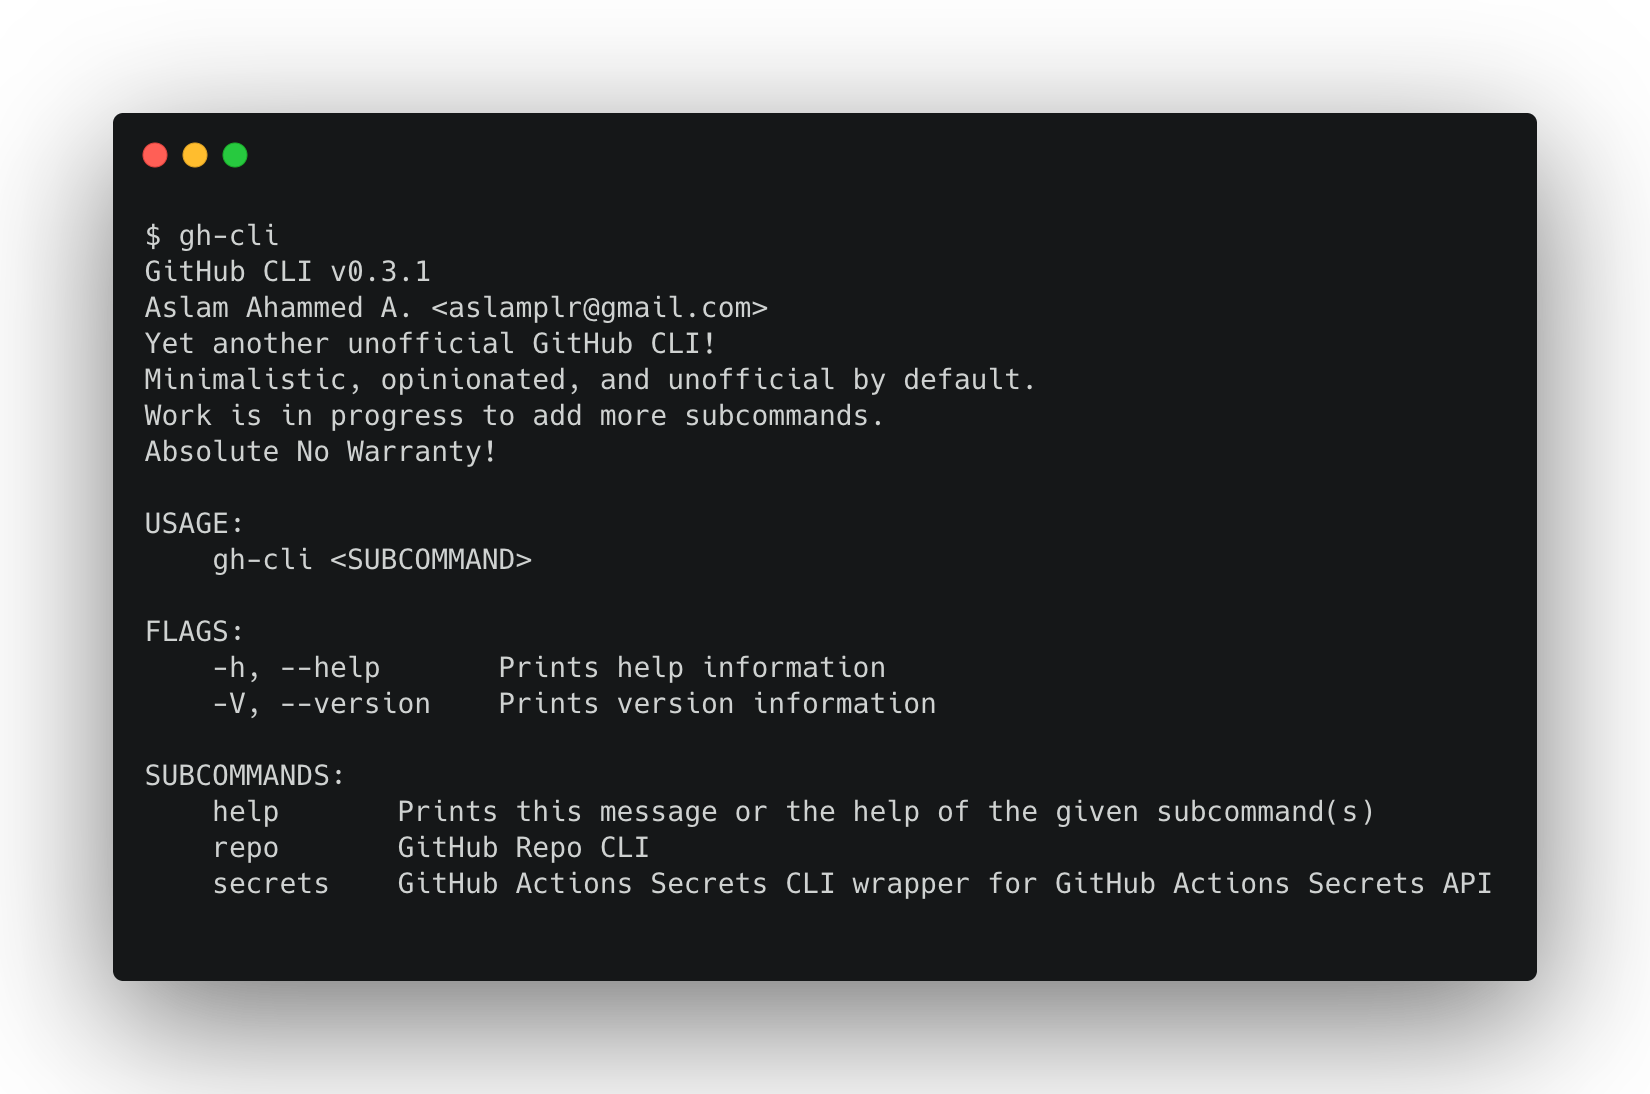 $ gh-cli
GitHub CLI v0.3.1
Aslam Ahammed A. <aslamplr@gmail.com>
Yet another unofficial GitHub CLI!
Minimalistic, opinionated, and unofficial by default.
Work is in progress to add more subcommands.
Absolute No Warranty!

USAGE:
    gh-cli <SUBCOMMAND>

FLAGS:
    -h, --help       Prints help information
    -V, --version    Prints version information

SUBCOMMANDS:
    help       Prints this message or the help of the given subcommand(s)
    repo       GitHub Repo CLI
    secrets    GitHub Actions Secrets CLI wrapper for GitHub Actions Secrets API